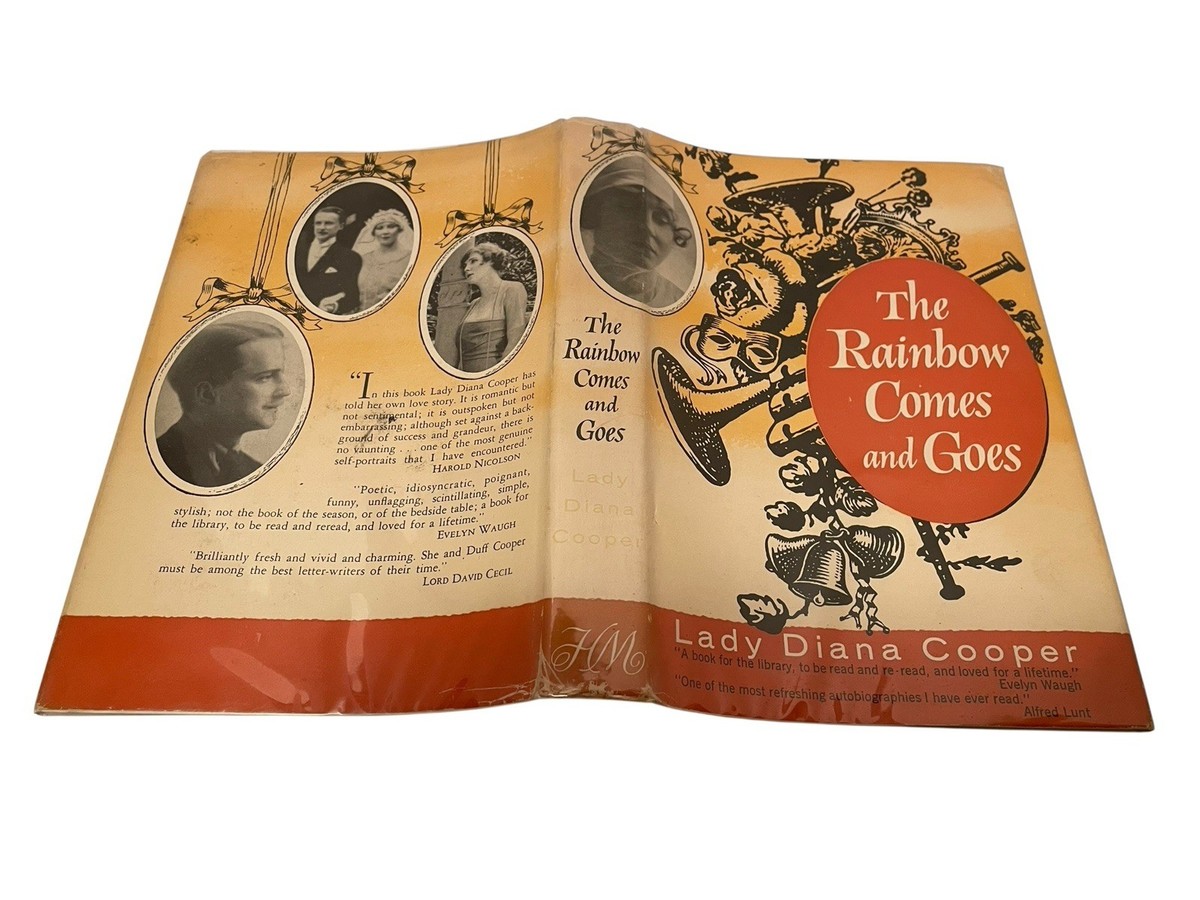 "In this book Lady Diana Cooper has
told her own love story. It is romantic but
not sentimental; it is outspoken but not
embarrassing; although set against a back-
ground of success and grandeur, there is
no vaunting . . . one of the most genuine
self-portraits that I have encountered."
HAROLD NICOLSON
"Poetic, idiosyncratic, poignant,
funny, unflagging, scintillating, simple,
stylish; not the book of the season, or of the bedside table; a book for
the library, to be read and reread, and loved for a lifetime."
EVELYN WAUGH
"Brilliantly fresh and vivid and charming. She and Duff Cooper
must be among the best letter-writers of their time."
LORD DAVID CECIL
The
Rainbow
Comes
and
Goes
Lady
Diana
Cooper
HM
The
Rainbow
Comes
and Goes
Lady Diana Cooper
"A book for the library, to be read and re-read, and loved for a lifetime."
Evelyn Waugh
"One of the most refreshing autobiographies I have ever read."
Alfred Lunt